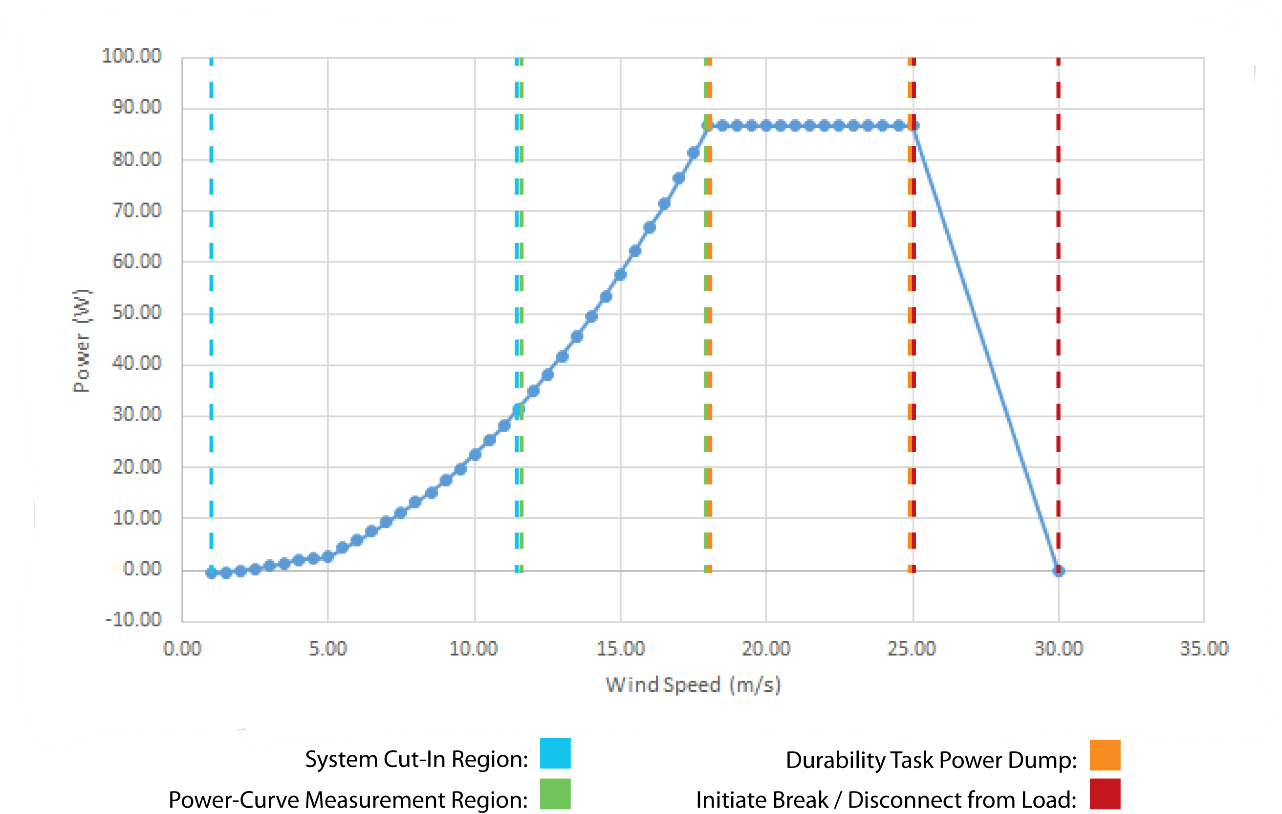 100.00
90.00
80.00
70.00
60.00
50.00
40.00
30.00
20.00
10.00
0.00
-10.00
Power (W)
0.00 5.00 10.00 15.00 20.00 25.00 30.00 35.00
Wind Speed (m/s)
System Cut-In Region:
Power-Curve Measurement Region:
Durability Task Power Dump:
Initiate Break / Disconnect from Load: